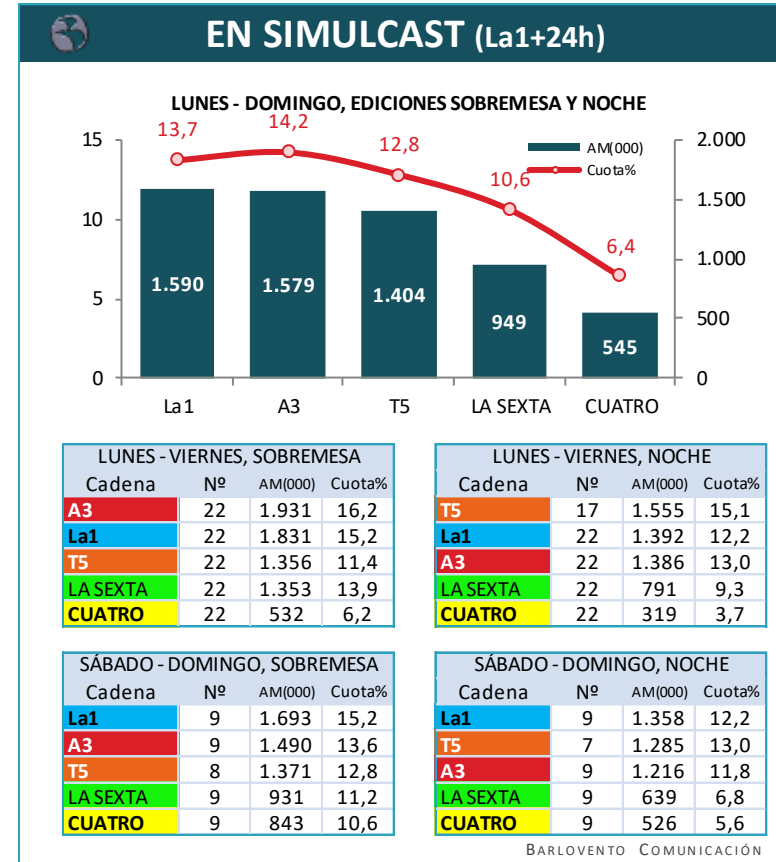 EN SIMULCAST (La1+24h)
LUNES - DOMINGO, EDICIONES SOBREMESA Y NOCHE
15 13,7 14,2 12,8 10,6 6,4 AM(000) Cuota% 2.000
10 1.500
5 1.000
0 500
0
1.590 1.579 1.404 949 545
La1 A3 T5 LA SEXTA CUATRO
LUNES - VIERNES, SOBREMESA
Cadena Nº AM(000) Cuota%
A3 22 1.931 16,2
La1 22 1.831 15,2
T5 22 1.356 11,4
LA SEXTA 22 1.353 13,9
CUATRO 22 532 6,2
LUNES - VIERNES, NOCHE
Cadena Nº AM(000) Cuota%
T5 17 1.555 15,1
La1 22 1.392 12,2
A3 22 1.386 13,0
LA SEXTA 22 791 9,3
CUATRO 22 319 3,7
SÁBADO - DOMINGO, SOBREMESA
Cadena Nº AM(000) Cuota%
La1 9 1.693 15,2
A3 9 1.490 13,6
T5 8 1.371 12,8
LA SEXTA 9 931 11,2
CUATRO 9 843 10,6
SÁBADO - DOMINGO, NOCHE
Cadena Nº AM(000) Cuota%
La1 9 1.358 12,2
T5 7 1.285 13,0
A3 9 1.216 11,8
LA SEXTA 9 639 6,8
CUATRO 9 526 5,6
BARLOVENTO COMUNICACIÓN